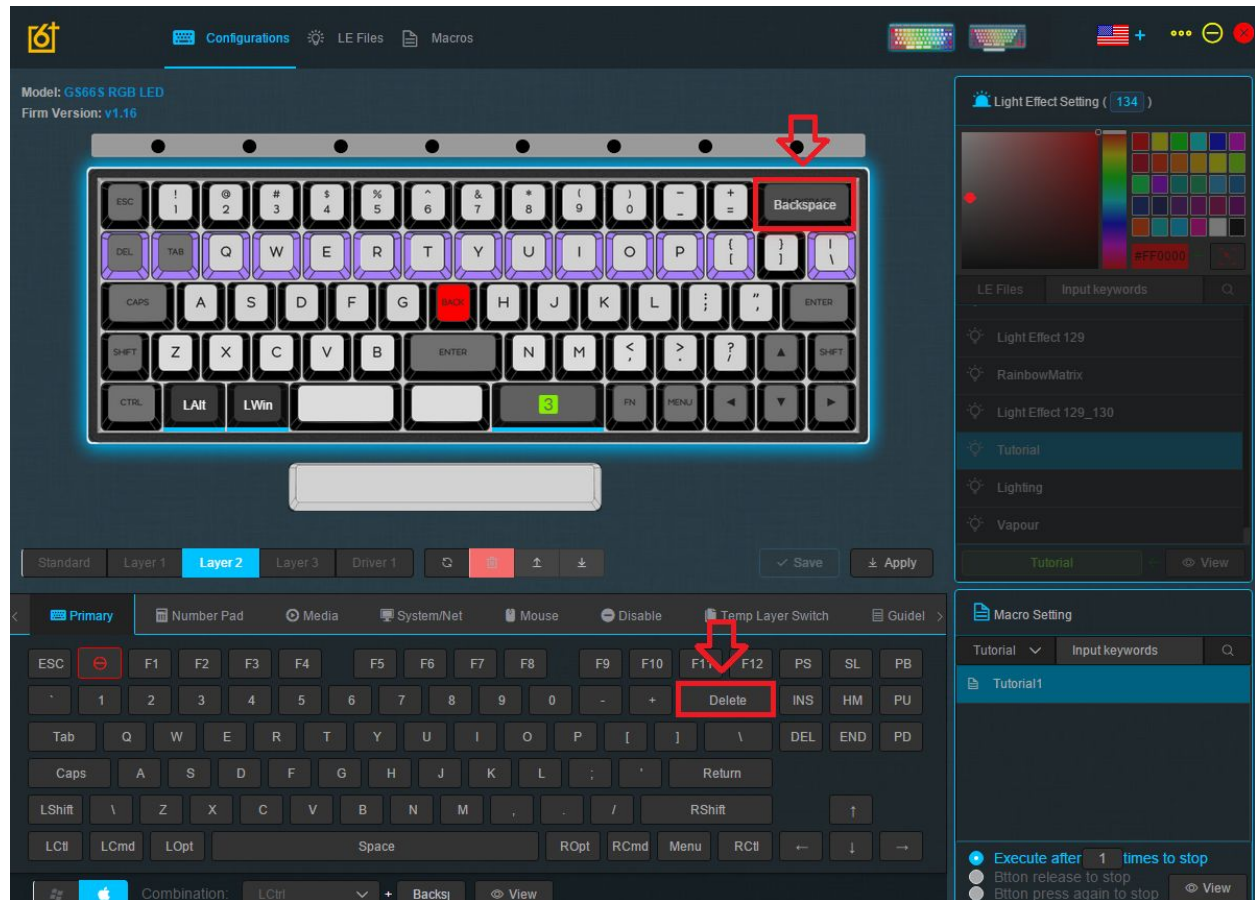 Configurations LE Files Macros
Model: GS66S RGB LED
Firm Version: v1.16
ESC ! 1 @ 2 # 3 $ 4 % 5 ^ 6 & 7 * 8 ( 9 ) 0 - _ + = Backspace
DEL TAB Q W E R T Y U I O P { [ } ] | \
CAPS A S D F G BACK H J K L : ; " , ENTER
SHIFT Z X C V B ENTER N M < , > . ? / ▲ SHIFT
CTRL LAlt LWin 3 FN MENU ◄ ▼ ►
Standard Layer 1 Layer 2 Layer 3 Driver 1 Save Apply
Primary Number Pad Media System/Net Mouse Disable Temp Layer Switch Guidel
ESC F1 F2 F3 F4 F5 F6 F7 F8 F9 F10 F11 F12 PS SL PB
` 1 2 3 4 5 6 7 8 9 0 - + Delete INS HM PU
Tab Q W E R T Y U I O P [ ] \ DEL END PD
Caps A S D F G H J K L ; ' Return
LShift \ Z X C V B N M , . / RShift ↑
LCtl LCmd LOpt Space ROpt RCmd Menu RCtl ← ↓ →
Combination: LCtrl + Backs View
Light Effect Setting ( 134 )
#FF0000
LE Files Input keywords
Light Effect 129
RainbowMatrix
Light Effect 129_130
Tutorial
Lighting
Vapour
Tutorial View
Macro Setting
Tutorial Input keywords
Tutorial1
Execute after 1 times to stop
Btton release to stop
Btton press again to stop View